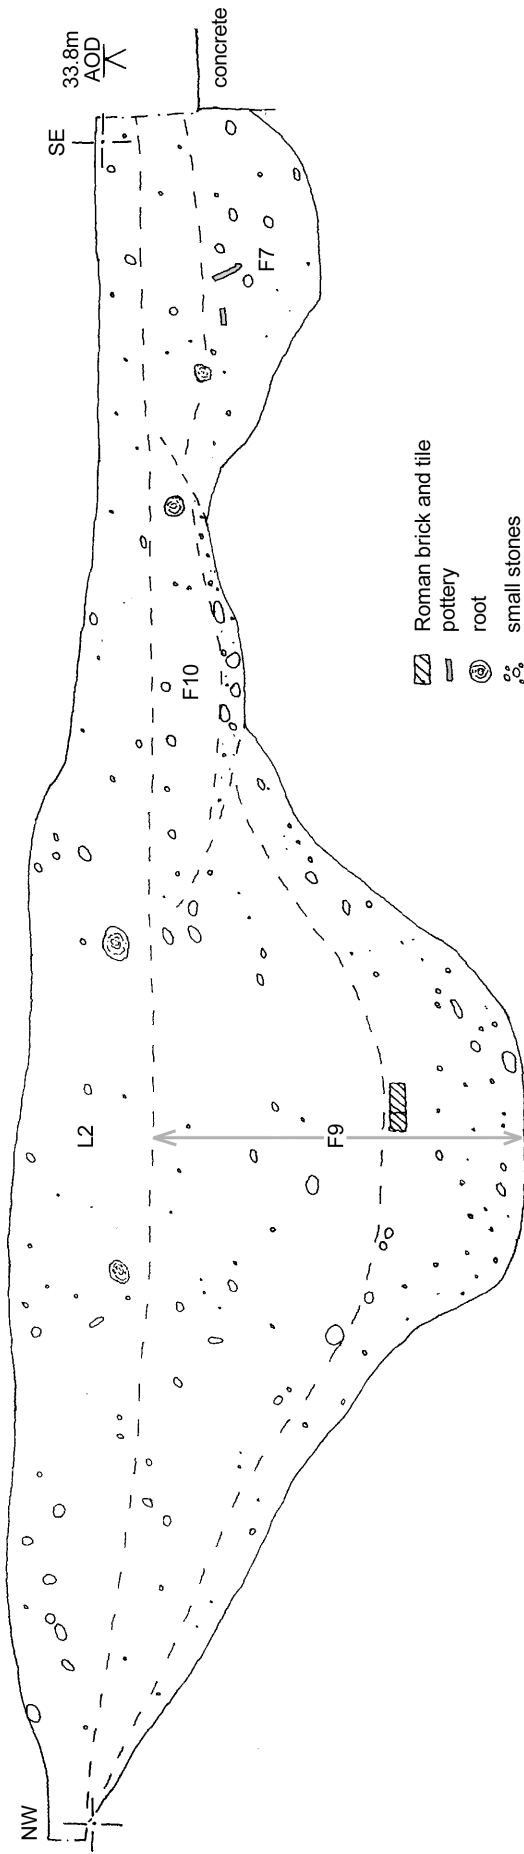 NW
SE
33.8m
AOD
concrete
L2
F9
F10
F7
Roman brick and tile
pottery
root
small stones